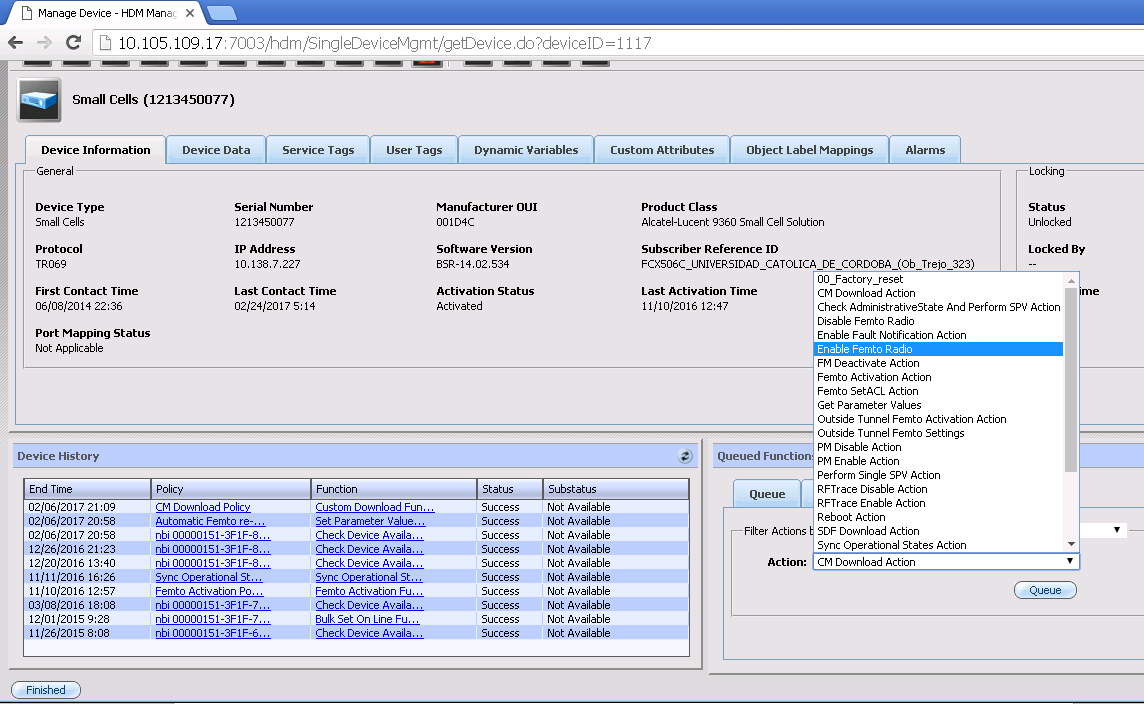 Manage Device - HDM Manag
10.105.109.17:7003/hdm/SingleDeviceMgmt/getDevice.do?deviceID=1117
Small Cells (1213450077)
Device Information Device Data Service Tags User Tags Dynamic Variables Custom Attributes Object Label Mappings Alarms
General
Device Type Serial Number Manufacturer OUI Product Class
Small Cells 1213450077 001D4C Alcatel-Lucent 9360 Small Cell Solution
Protocol IP Address Software Version Subscriber Reference ID
TR069 10.138.7.227 BSR-14.02.534 FCX506C_UNIVERSIDAD_CATOLICA_DE_CORDOBA_(Ob_Trejo_323)
First Contact Time Last Contact Time Activation Status Last Activation Time
06/08/2014 22:36 02/24/2017 5:14 Activated 11/10/2016 12:47
Port Mapping Status
Not Applicable
Locking
Status
Unlocked
Locked By
--
me
00_Factory_reset
CM Download Action
Check AdministrativeState And Perform SPV Action
Disable Femto Radio
Enable Fault Notification Action
Enable Femto Radio
FM Deactivate Action
Femto Activation Action
Femto SetACL Action
Get Parameter Values
Outside Tunnel Femto Activation Action
Outside Tunnel Femto Settings
PM Disable Action
PM Enable Action
Perform Single SPV Action
RFTrace Disable Action
RFTrace Enable Action
Reboot Action
SDF Download Action
Sync Operational States Action
Device History
End Time Policy Function Status Substatus
02/06/2017 21:09 CM Download Policy Custom Download Fun... Success Not Available
02/06/2017 20:58 Automatic Femto re-... Set Parameter Value... Success Not Available
02/06/2017 20:58 nbi 00000151-3F1F-8... Check Device Availa... Success Not Available
12/26/2016 21:23 nbi 00000151-3F1F-8... Check Device Availa... Success Not Available
12/20/2016 13:40 nbi 00000151-3F1F-8... Check Device Availa... Success Not Available
11/11/2016 16:26 Sync Operational St... Sync Operational St... Success Not Available
11/10/2016 12:57 Femto Activation Po... Femto Activation Fu... Success Not Available
03/08/2016 18:08 nbi 00000151-3F1F-7... Check Device Availa... Success Not Available
12/01/2015 9:28 nbi 00000151-3F1F-7... Bulk Set On Line Fu... Success Not Available
11/26/2015 8:08 nbi 00000151-3F1F-6... Check Device Availa... Success Not Available
Queued Functions
Queue
Filter Actions b
Action: CM Download Action
Queue
Finished